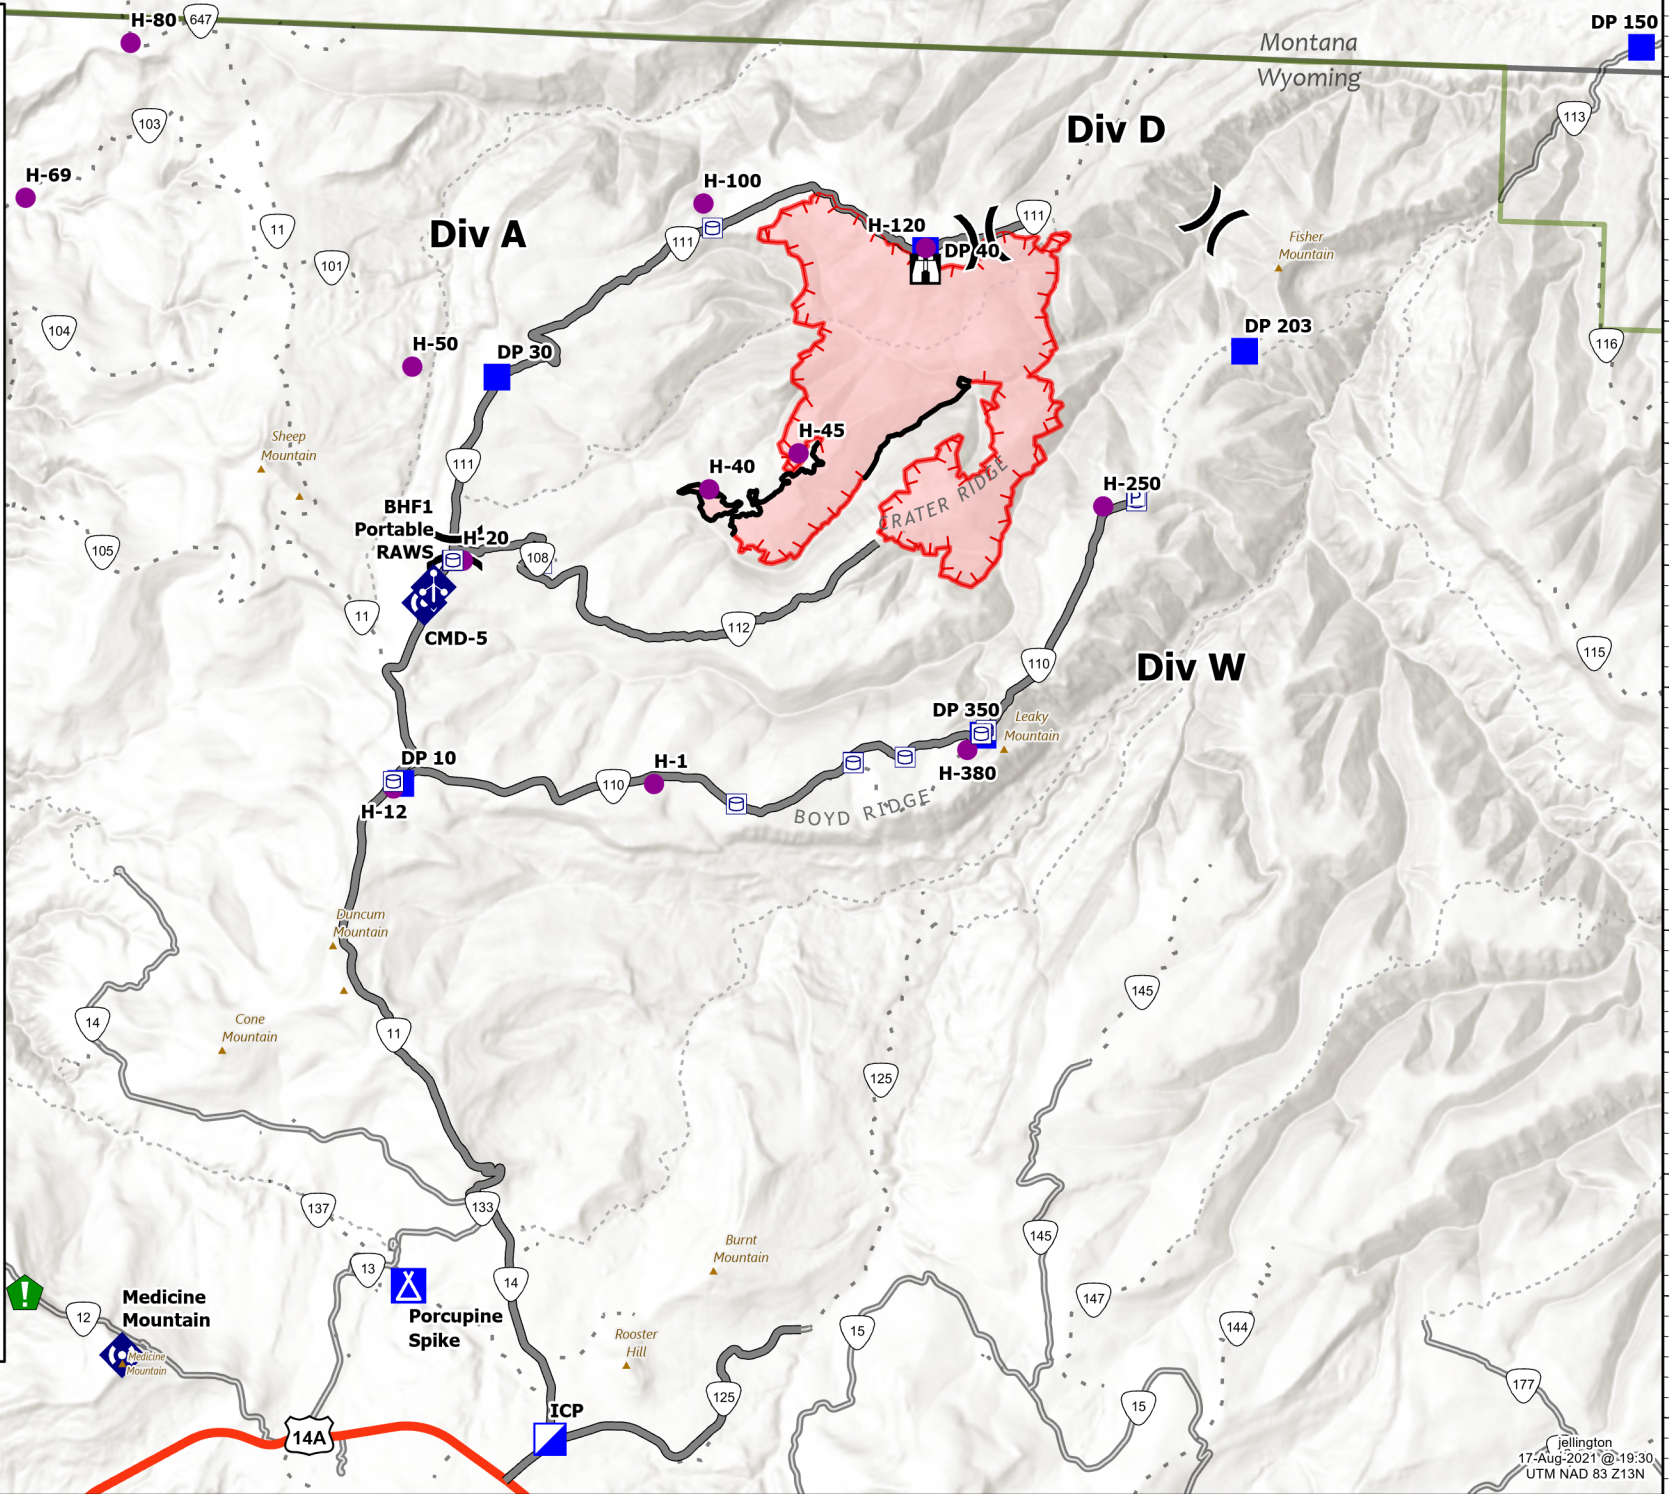 H-80
647
DP 150
Montana
Wyoming
103
113
Div D
H-69
H-100
11
111
Div A
H-120
111
DP 40
Fisher
Mountain
101
104
H-50
DP 30
DP 203
116
Sheep
Mountain
H-45
111
H-40
CRATER RIDGE
H-250
P
BHF1
Portable
RAWS
H-20
105
108
11
CMD-5
112
110
Div W
115
DP 350
Leaky
Mountain
DP 10
H-1
110
H-380
H-12
BOYD RIDGE
Duncum
Mountain
145
14
Cone
Mountain
11
125
137
133
145
Burnt
Mountain
13
14
!
Medicine
Mountain
12
Porcupine
Spike
147
144
15
Rooster
Hill
Medicine
Mountain
125
177
15
ICP
14A
jellington
17-Aug-2021 @ 19:30
UTM NAD 83 Z13N